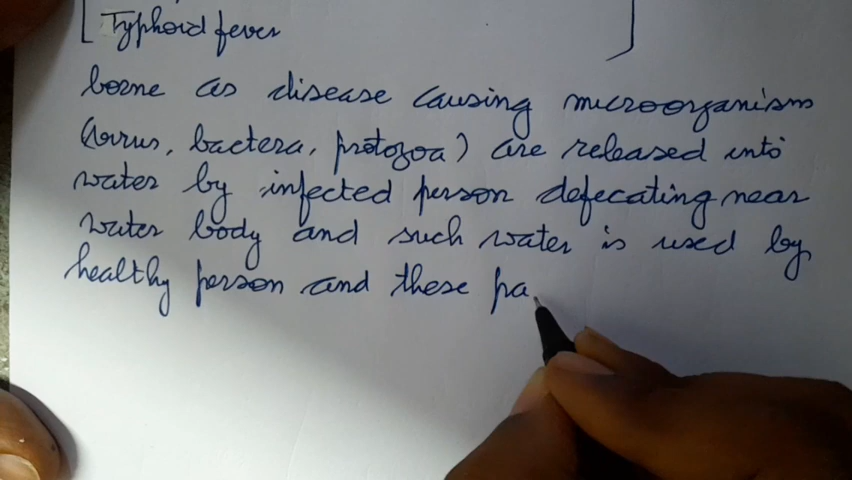 [Typhoid fever ]
borne as disease causing microorganism
(virus, bactera, protozoa) are released into
water by infected person defecating near
water body and such water is used by
healthy person and these pa